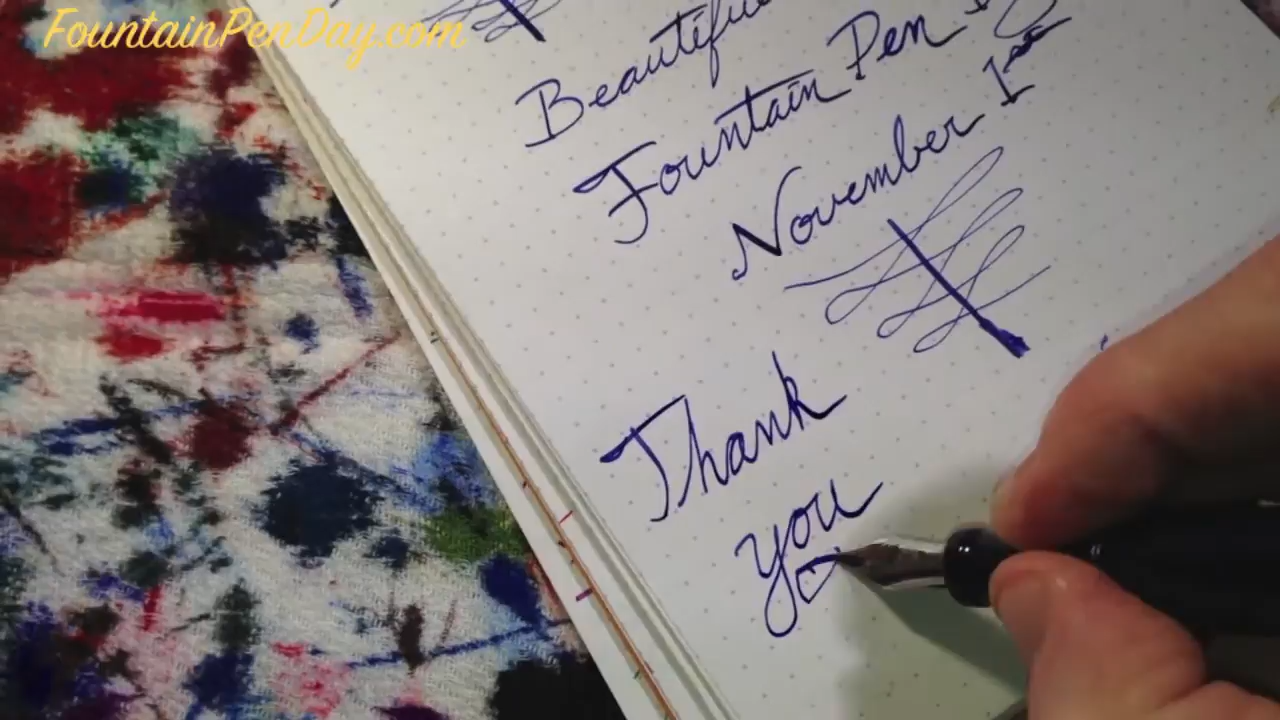 FountainPenDay.com
Beautiful
Fountain Pen
November 1st
Thank
you